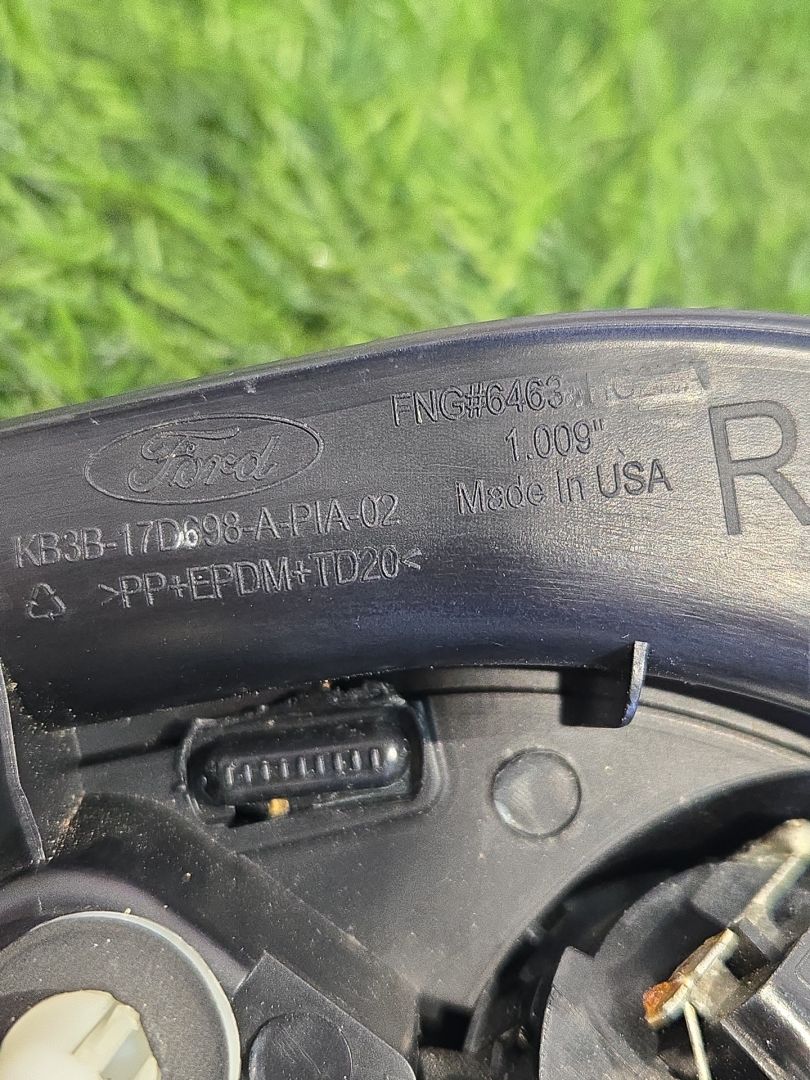 Ford
KB3B-17D698-A-PIA-02
>PP+EPDM+TD20<
FNG#6463
1.009"
Made In USA
R